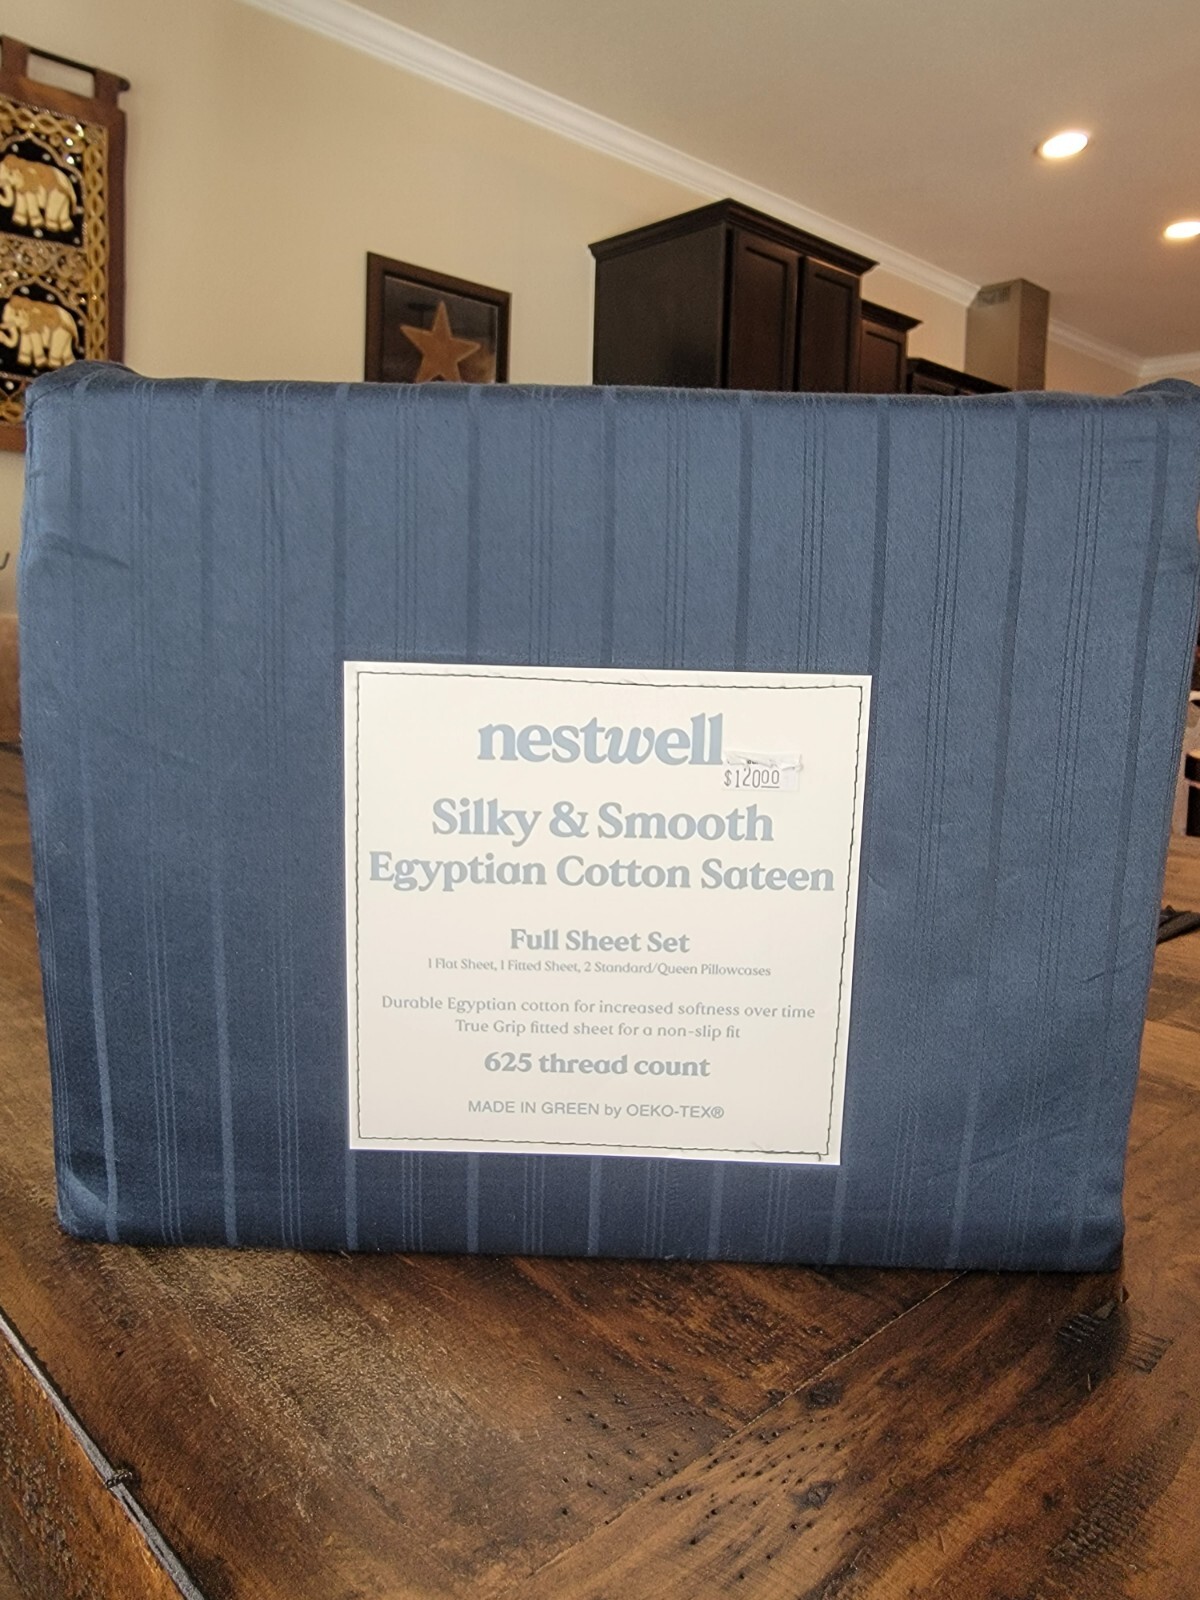 nestwell
$12000
Silky & Smooth
Egyptian Cotton Sateen
Full Sheet Set
1 Flat Sheet, 1 Fitted Sheet, 2 Standard/Queen Pillowcases
Durable Egyptian cotton for increased softness over time
True Grip fitted sheet for a non-slip fit
625 thread count
MADE IN GREEN by OEKO-TEX®